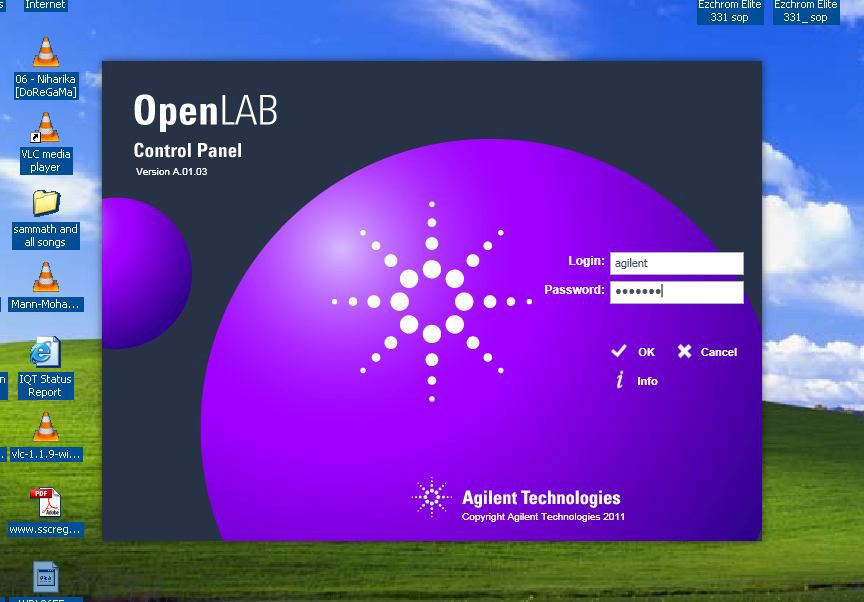 s
Internet
Ezchrom Elite
331 sop
Ezchrom Elite
331_ sop
06 - Niharika
[DoReGaMa]
VLC media
player
sammath and
all songs
Mann-Moha...
n
IQT Status
Report
vlc-1.1.9-wi...
PDF
Adobe
www.sscreg...
OpenLAB
Control Panel
Version A.01.03
Login:
agilent
Password:
•••••••
OK
Cancel
i
Info
Agilent Technologies
Copyright Agilent Technologies 2011